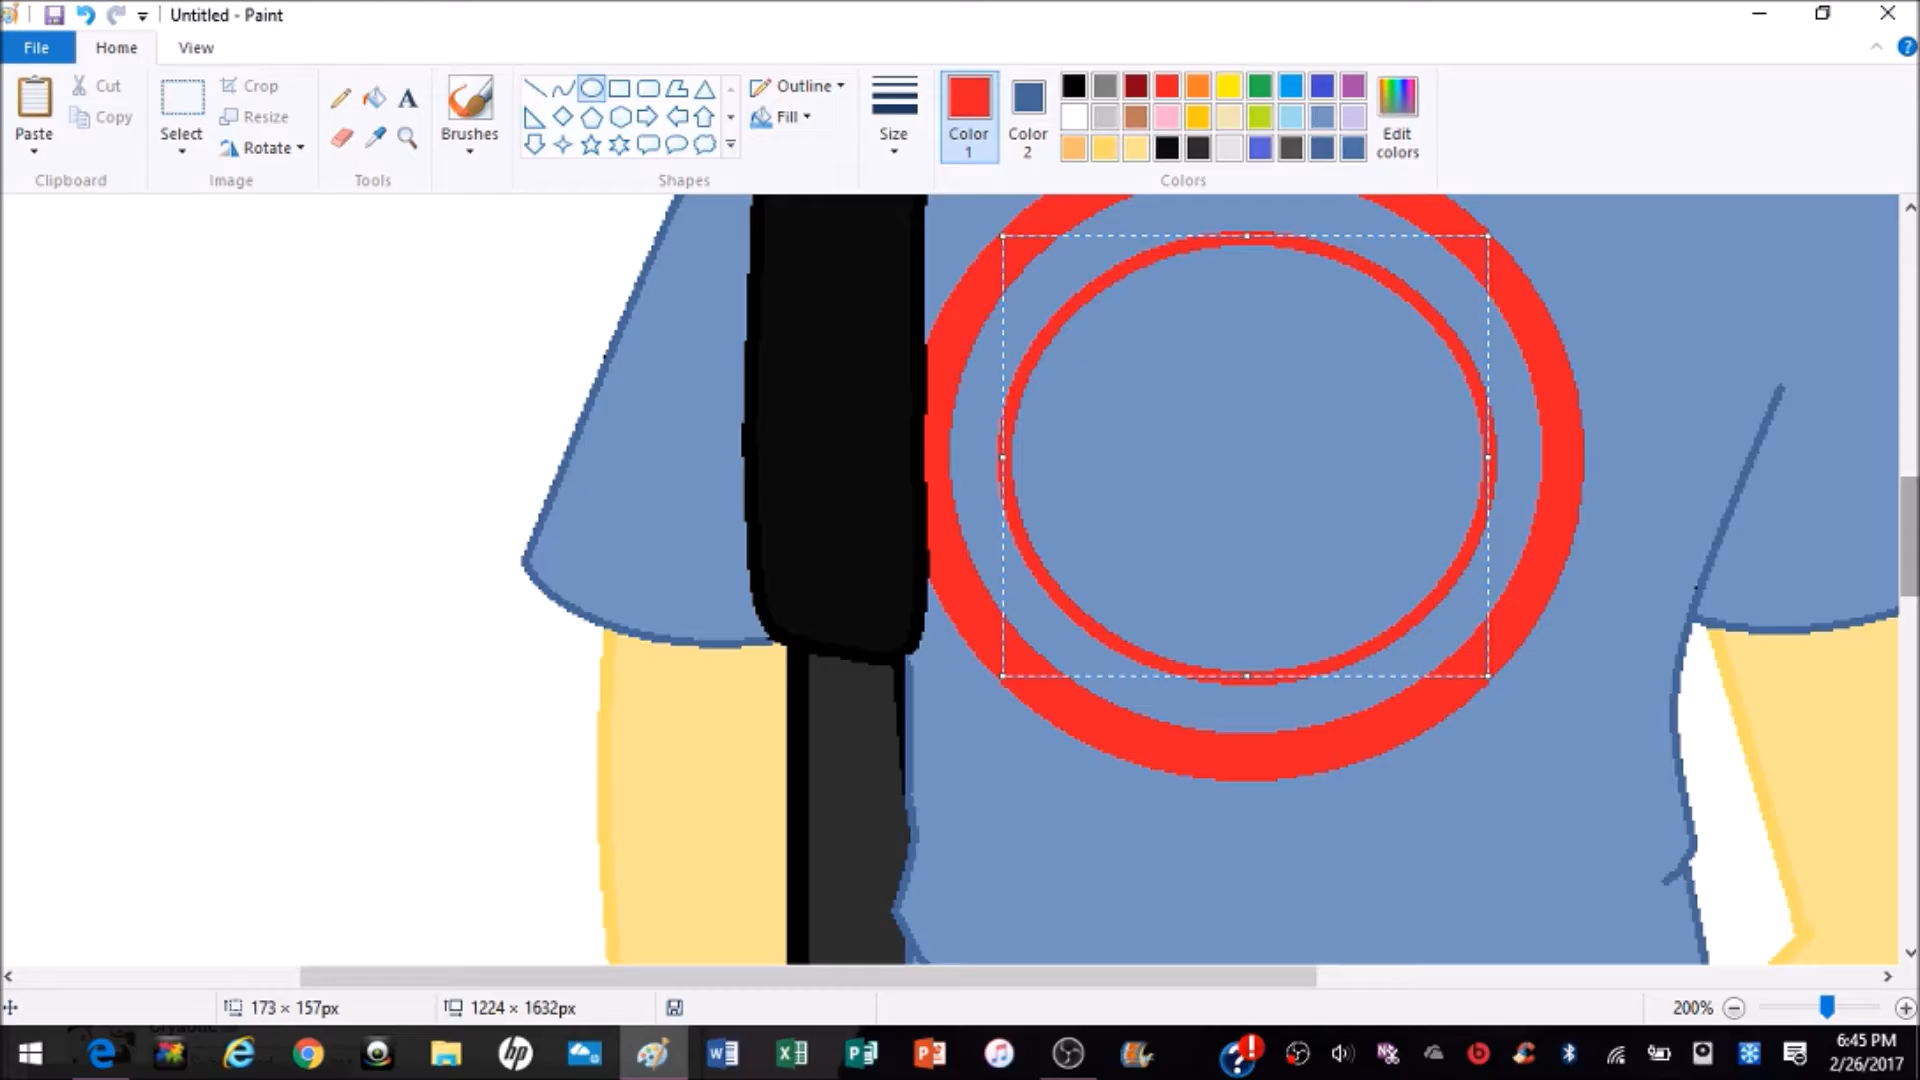 Untitled - Paint
File Home View
Paste
Cut
Copy
Clipboard
Select
Crop
Resize
Rotate
Image
A
Tools
Brushes
Outline
Fill
Shapes
Size
Color 1
Color 2
Edit colors
Colors
173 × 157px
1224 × 1632px
200%
6:45 PM
2/26/2017